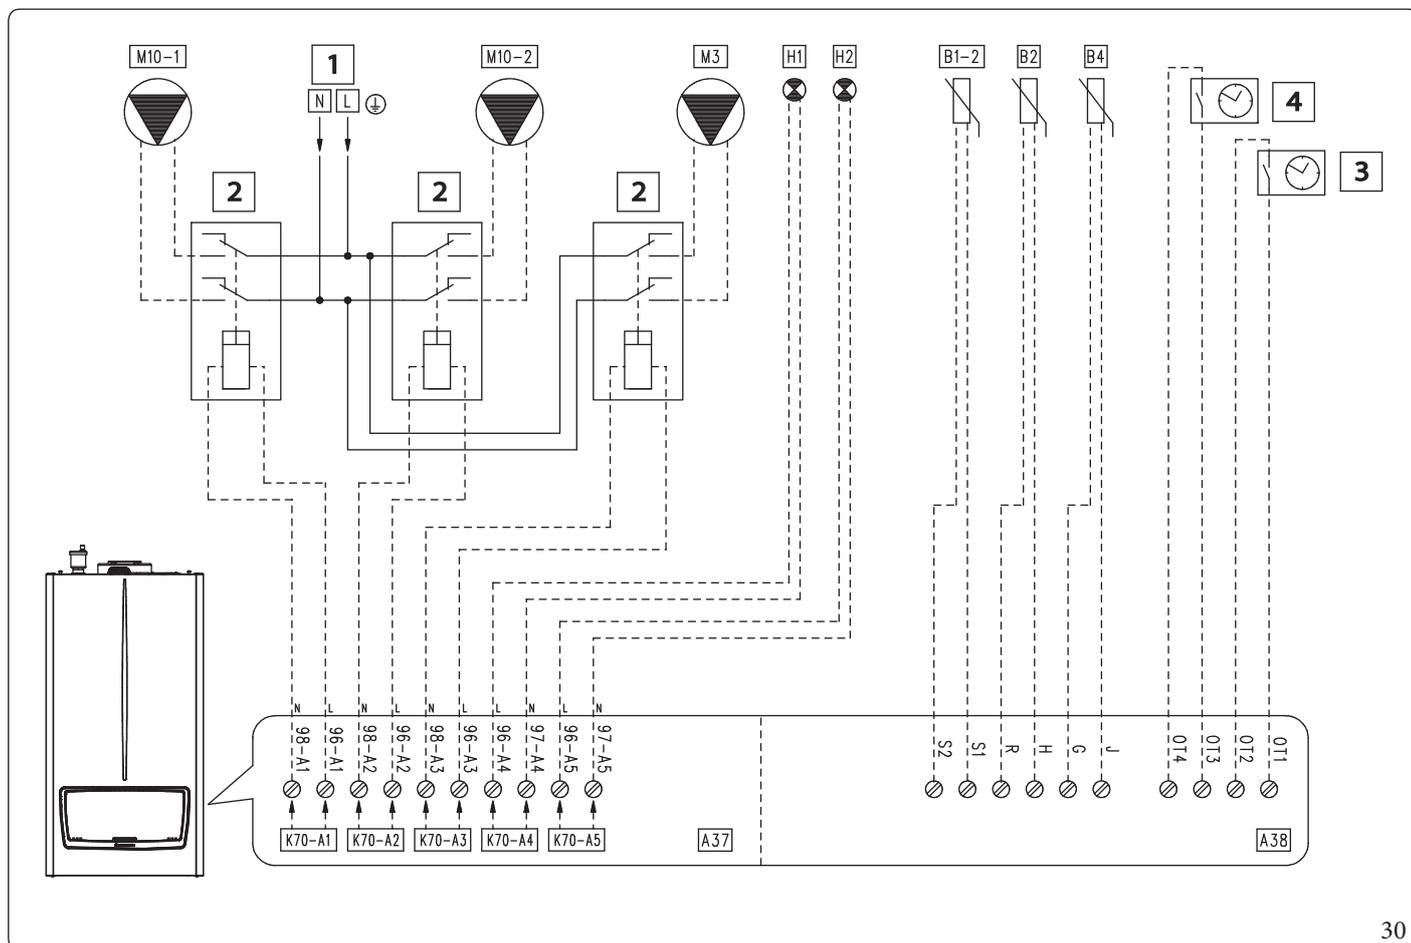 M10-1
1
M10-2
M3
H1
H2
B1-2
B2
B4
N
L
4
3
2
2
2
N
L
N
L
N
L
L
N
L
N
98-A1
96-A1
98-A2
96-A2
98-A3
96-A3
96-A4
97-A4
96-A5
97-A5
S2
S1
R
H
G
J
OT4
OT3
OT2
OT1
K70-A1
K70-A2
K70-A3
K70-A4
K70-A5
A37
A38
30